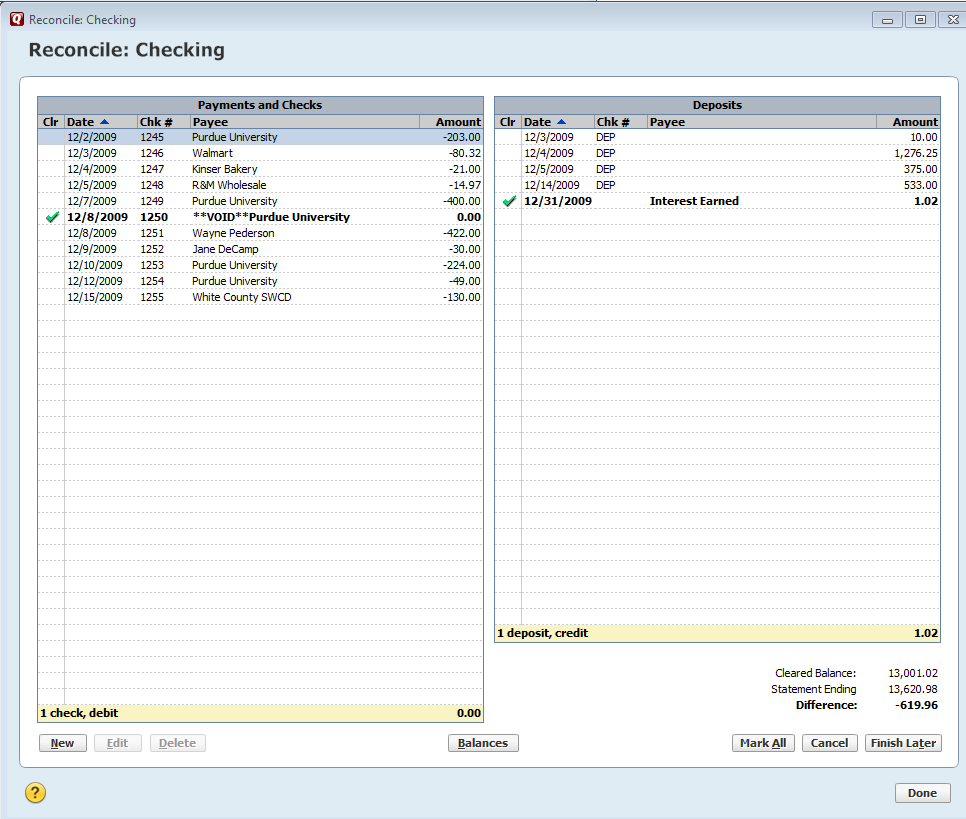 Reconcile: Checking
Reconcile: Checking
Payments and Checks
Clr Date Chk # Payee Amount
12/2/2009 1245 Purdue University -203.00
12/3/2009 1246 Walmart -80.32
12/4/2009 1247 Kinser Bakery -21.00
12/5/2009 1248 R&M Wholesale -14.97
12/7/2009 1249 Purdue University -400.00
12/8/2009 1250 **VOID**Purdue University 0.00
12/8/2009 1251 Wayne Pederson -422.00
12/9/2009 1252 Jane DeCamp -30.00
12/10/2009 1253 Purdue University -224.00
12/12/2009 1254 Purdue University -49.00
12/15/2009 1255 White County SWCD -130.00
1 check, debit 0.00
Deposits
Clr Date Chk # Payee Amount
12/3/2009 DEP 10.00
12/4/2009 DEP 1,276.25
12/5/2009 DEP 375.00
12/14/2009 DEP 533.00
12/31/2009 Interest Earned 1.02
1 deposit, credit 1.02
Cleared Balance: 13,001.02
Statement Ending 13,620.98
Difference: -619.96
New Edit Delete Balances Mark All Cancel Finish Later
? Done